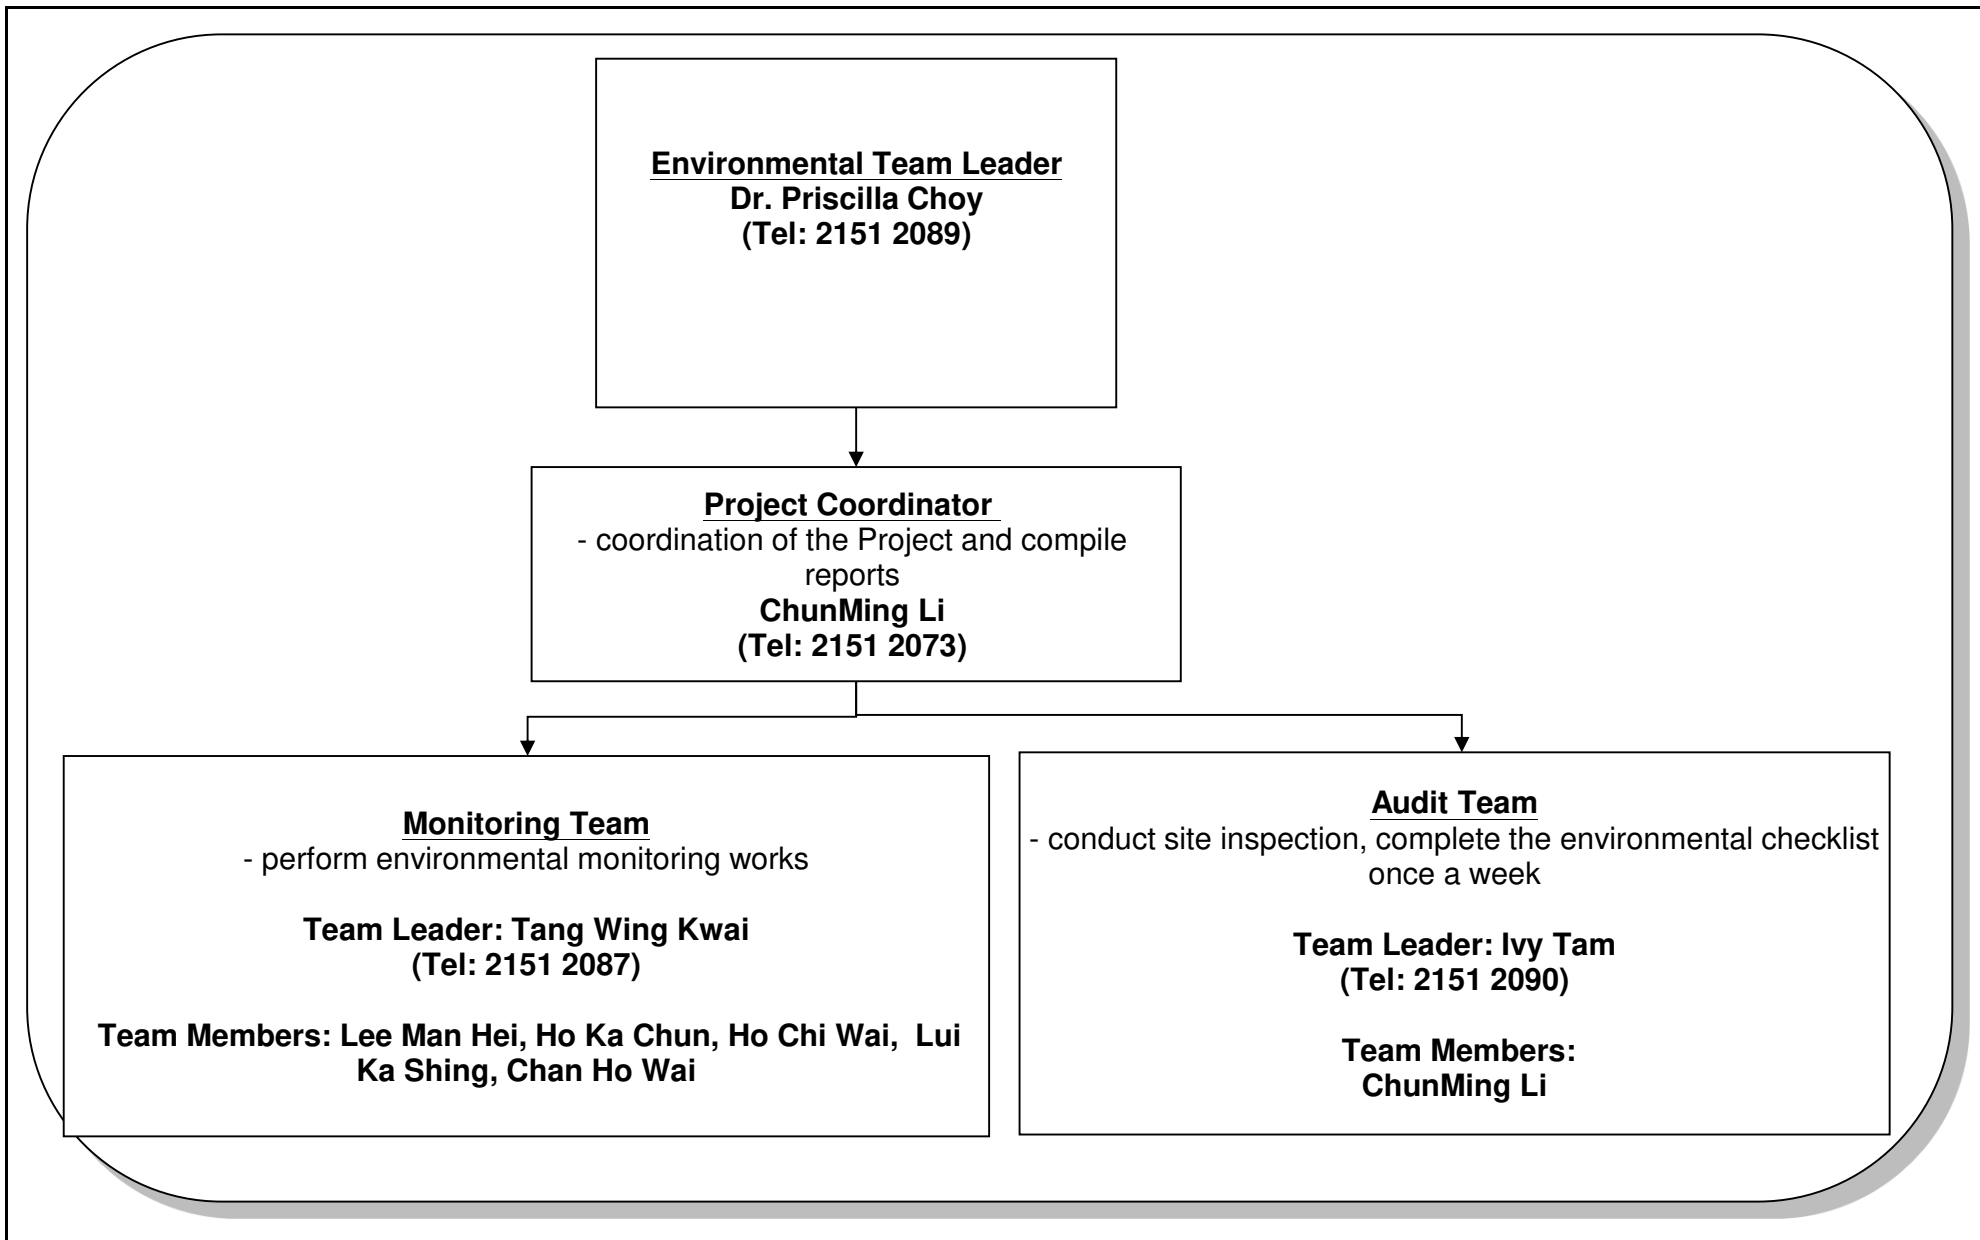 Environmental Team Leader
Dr. Priscilla Choy
(Tel: 2151 2089)
Project Coordinator
- coordination of the Project and compile
reports
ChunMing Li
(Tel: 2151 2073)
Monitoring Team
- perform environmental monitoring works
Team Leader: Tang Wing Kwai
(Tel: 2151 2087)
Team Members: Lee Man Hei, Ho Ka Chun, Ho Chi Wai,  Lui
Ka Shing, Chan Ho Wai
Audit Team
- conduct site inspection, complete the environmental checklist
once a week
Team Leader: Ivy Tam
(Tel: 2151 2090)
Team Members:
ChunMing Li